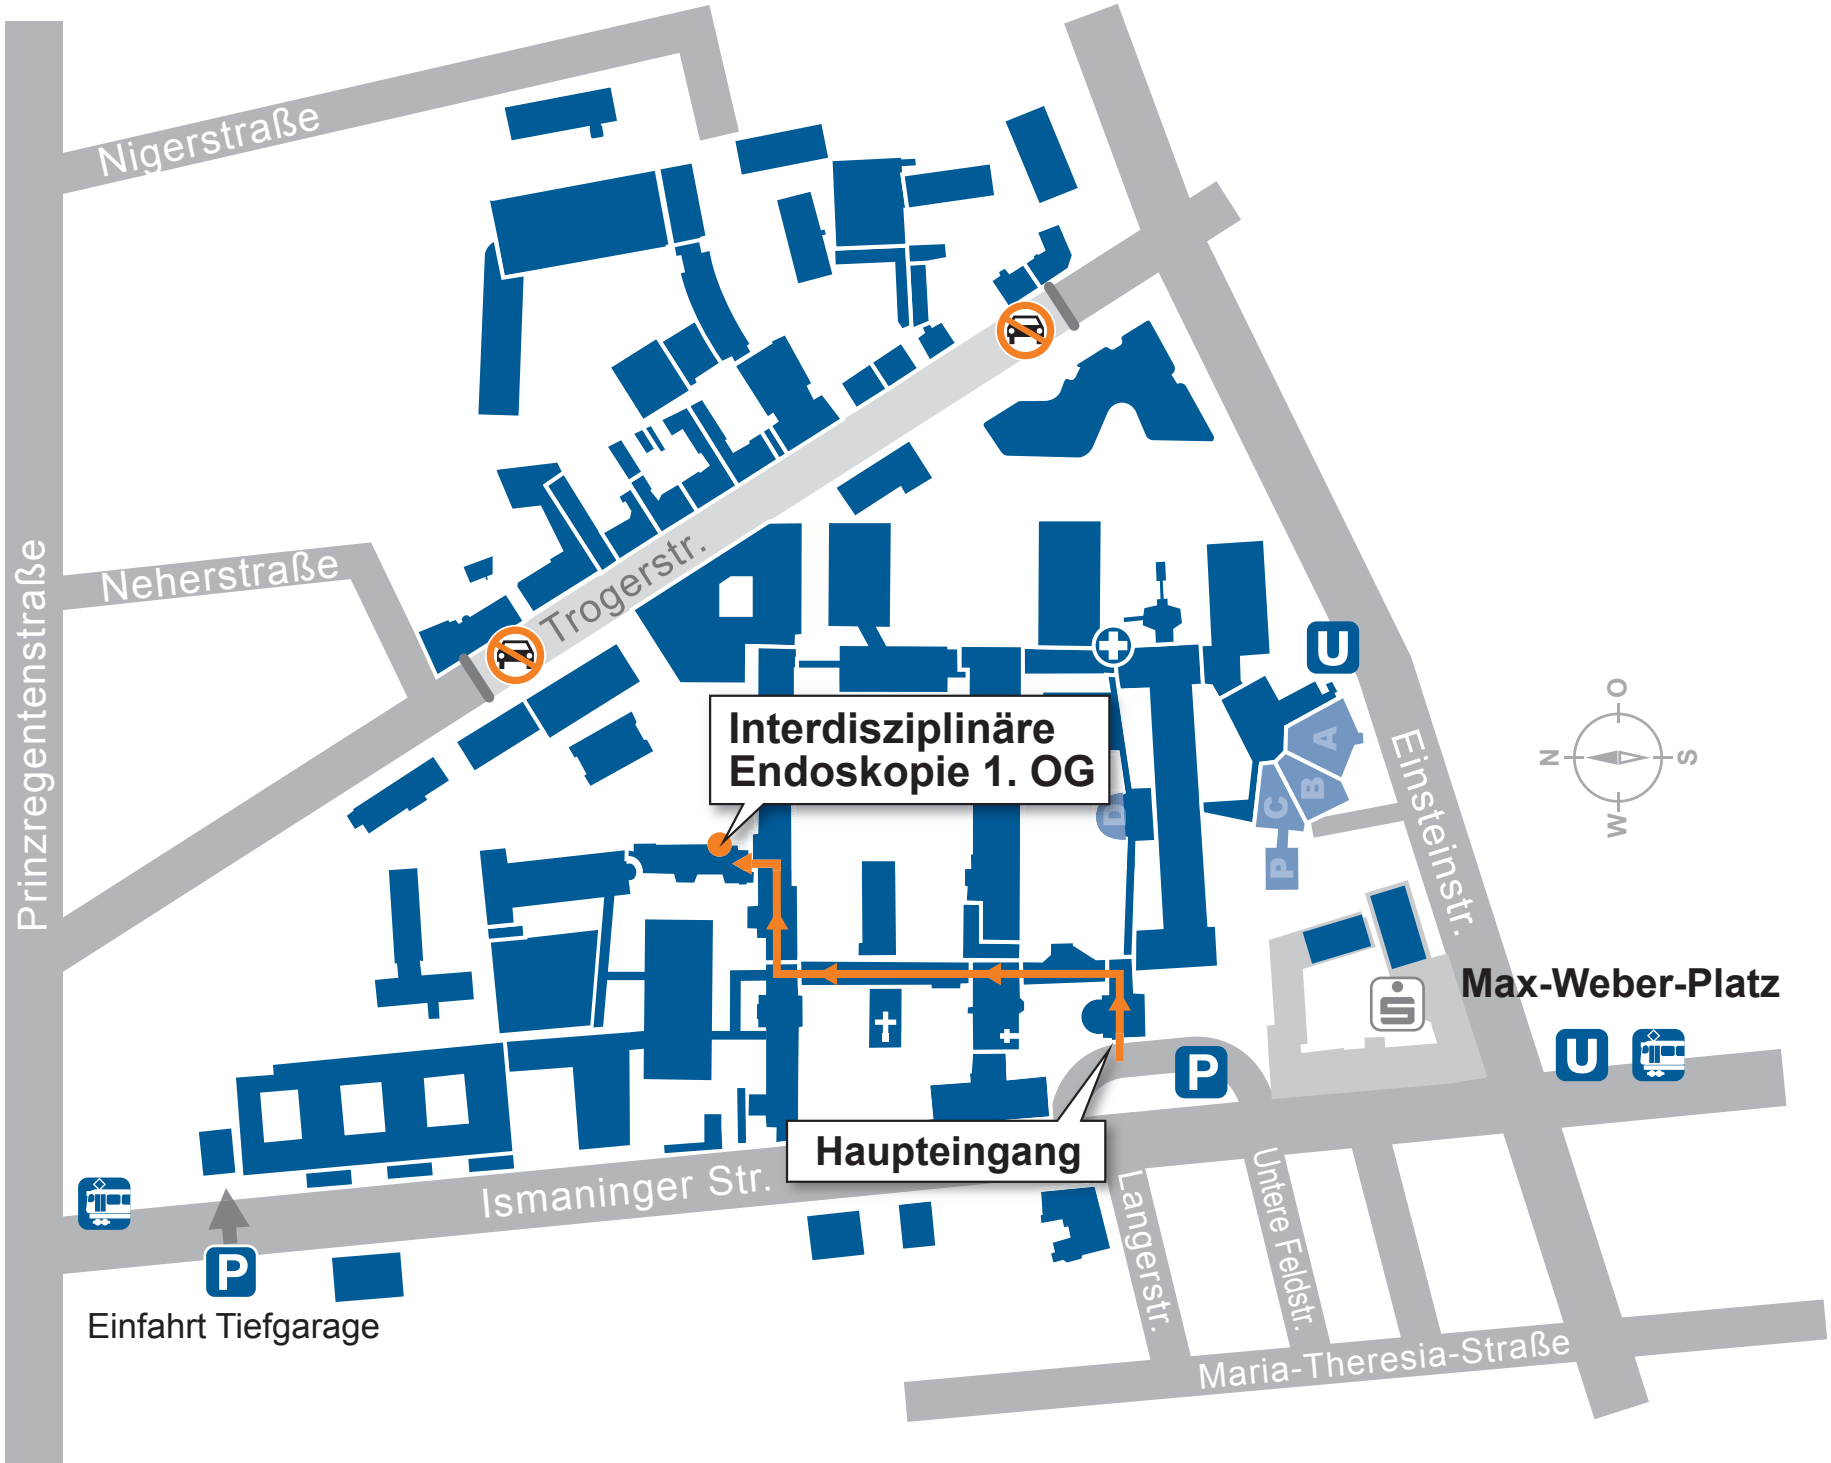 Nigerstraße
Prinzregentenstraße
Neherstraße
Trogerstr.
U
O
N
S
W
Interdisziplinäre
Endoskopie 1. OG
A
B
C
D
P
Einsteinstr.
Max-Weber-Platz
S
U
P
Haupteingang
Ismaninger Str.
P
Einfahrt Tiefgarage
Langerstr.
Untere Feldstr.
Maria-Theresia-Straße